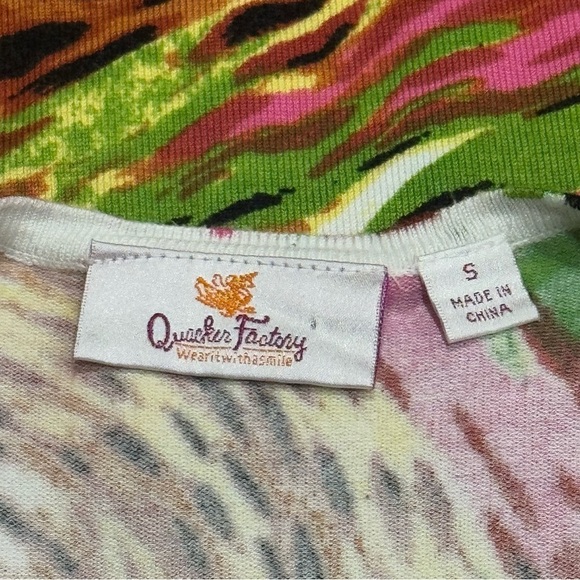 Quacker Factory
Wearitwithasmile
S
MADE IN
CHINA